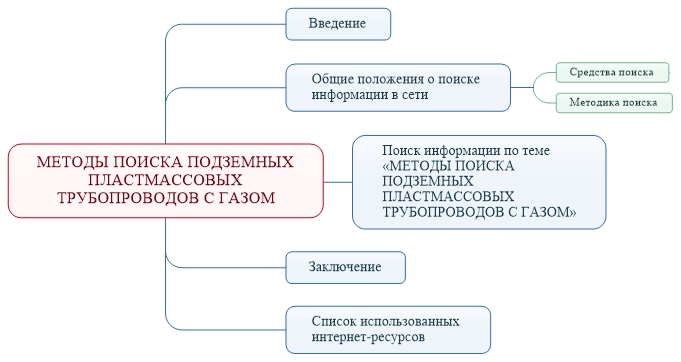 Введение
Общие положения о поиске
информации в сети
Средства поиска
Методика поиска
МЕТОДЫ ПОИСКА ПОДЗЕМНЫХ
ПЛАСТМАССОВЫХ
ТРУБОПРОВОДОВ С ГАЗОМ
Поиск информации по теме
«МЕТОДЫ ПОИСКА
ПОДЗЕМНЫХ
ПЛАСТМАССОВЫХ
ТРУБОПРОВОДОВ С ГАЗОМ»
Заключение
Список использованных
интернет-ресурсов